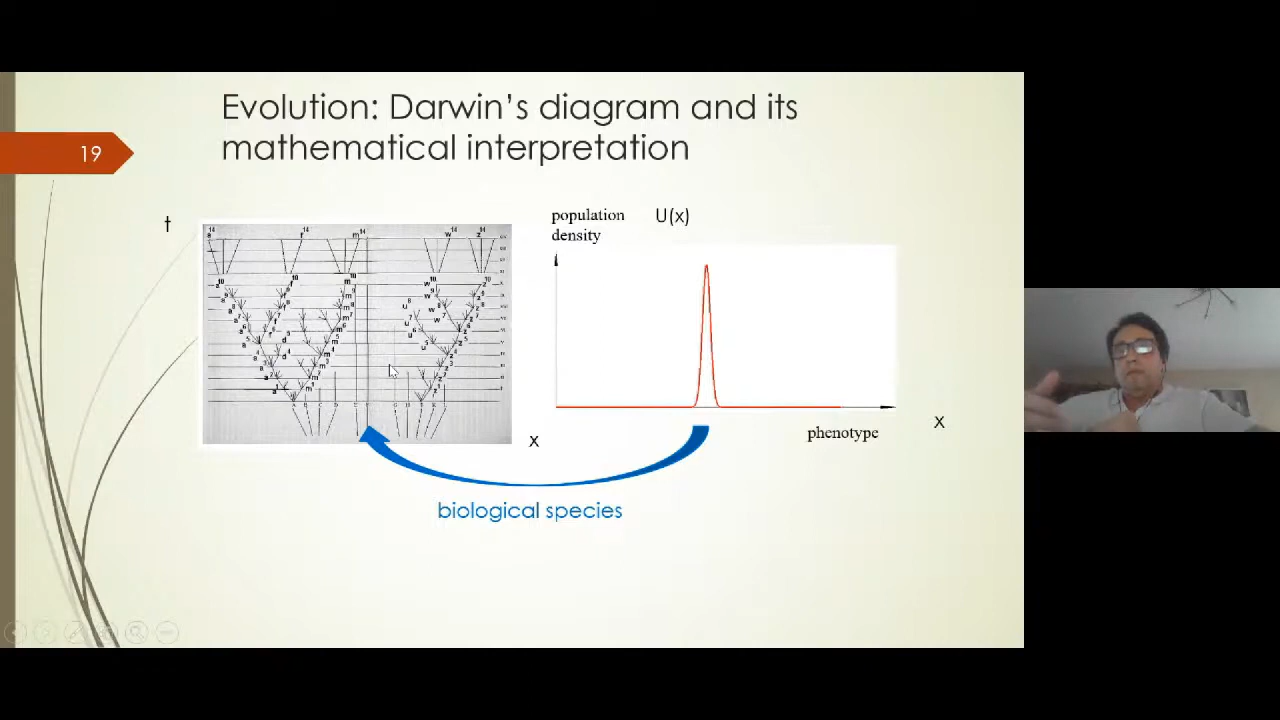 Evolution: Darwin's diagram and its
mathematical interpretation
19
t
population
density
U(x)
x
phenotype
x
biological species